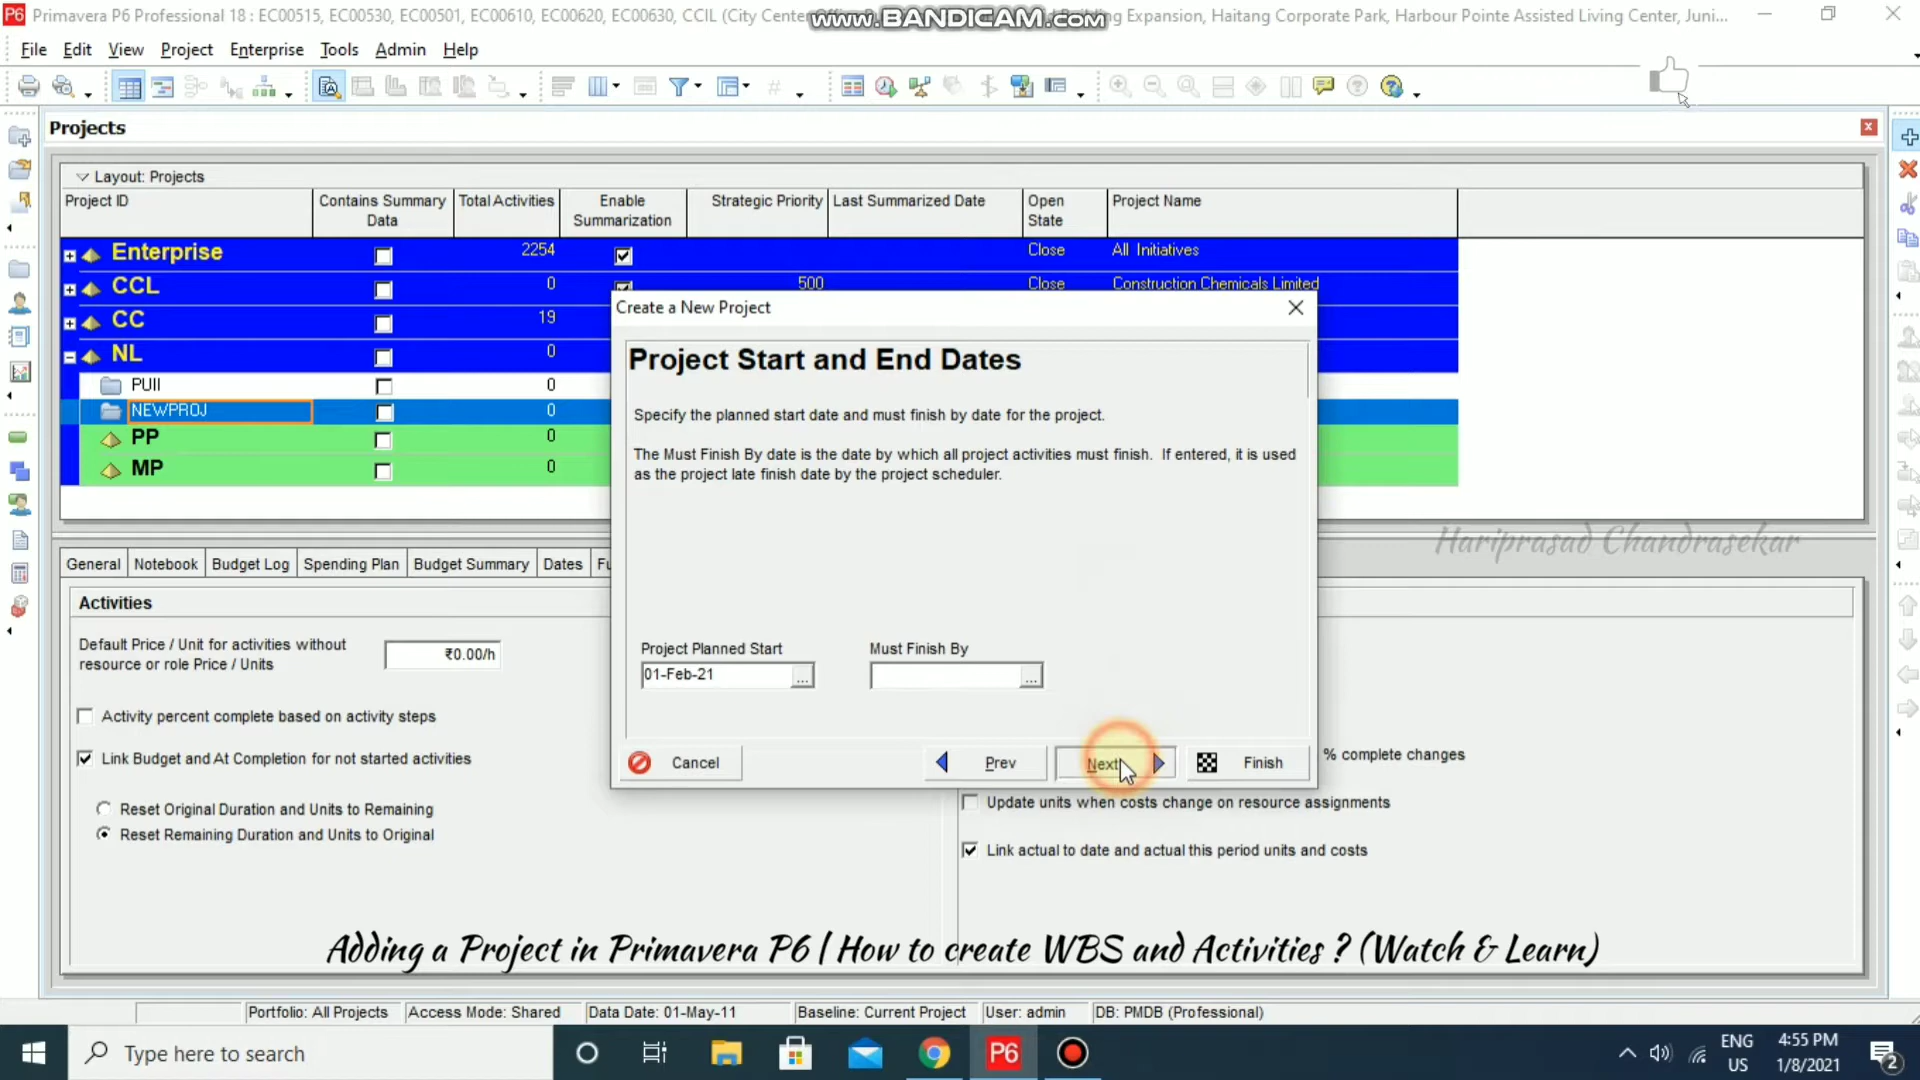 Primavera P6 Professional 18 : EC00515, EC00530, EC00501, EC00610, EC00620, EC00630, CCIL (City Center
www.BANDICAM.com
ding Expansion, Haitang Corporate Park, Harbour Pointe Assisted Living Center, Juni...
File Edit View Project Enterprise Tools Admin Help
Projects
Layout: Projects
Project ID
Contains Summary Data
Total Activities
Enable Summarization
Strategic Priority
Last Summarized Date
Open State
Project Name
Enterprise 2254 Close All Initiatives
CCL 0 500 Close Construction Chemicals Limited
CC 19
NL 0
PUII 0
NEWPROJ 0
PP 0
MP 0
Create a New Project
Project Start and End Dates
Specify the planned start date and must finish by date for the project.
The Must Finish By date is the date by which all project activities must finish. If entered, it is used
as the project late finish date by the project scheduler.
Project Planned Start Must Finish By
01-Feb-21 ... ...
Cancel Prev Next Finish
Hariprasad Chandrasekar
General Notebook Budget Log Spending Plan Budget Summary Dates Fu
Activities
Default Price / Unit for activities without
resource or role Price / Units
₹0.00/h
Activity percent complete based on activity steps
Link Budget and At Completion for not started activities
% complete changes
Reset Original Duration and Units to Remaining
Update units when costs change on resource assignments
Reset Remaining Duration and Units to Original
Link actual to date and actual this period units and costs
Adding a Project in Primavera P6 | How to create WBS and Activities ? (Watch & Learn)
Portfolio: All Projects Access Mode: Shared Data Date: 01-May-11 Baseline: Current Project User: admin DB: PMDB (Professional)
Type here to search
P6
ENG
US
4:55 PM
1/8/2021
2